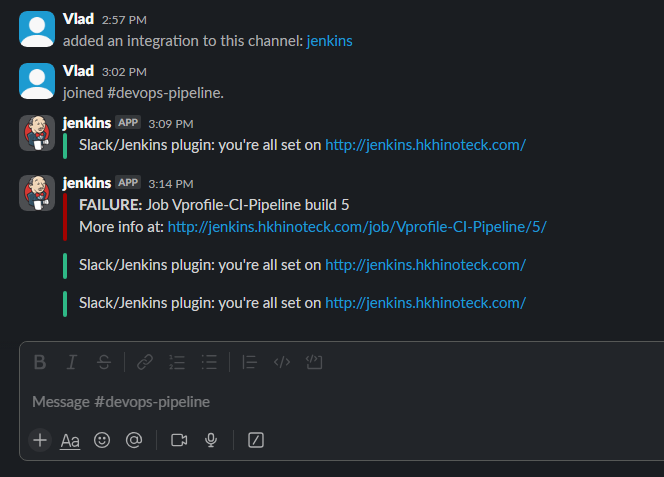 Vlad 2:57 PM
added an integration to this channel: jenkins
Vlad 3:02 PM
joined #devops-pipeline.
jenkins APP 3:09 PM
Slack/Jenkins plugin: you're all set on http://jenkins.hkhinoteck.com/
jenkins APP 3:14 PM
FAILURE: Job Vprofile-CI-Pipeline build 5
More info at: http://jenkins.hkhinoteck.com/job/Vprofile-CI-Pipeline/5/
Slack/Jenkins plugin: you're all set on http://jenkins.hkhinoteck.com/
Slack/Jenkins plugin: you're all set on http://jenkins.hkhinoteck.com/
B I S
Message #devops-pipeline
+ Aa @